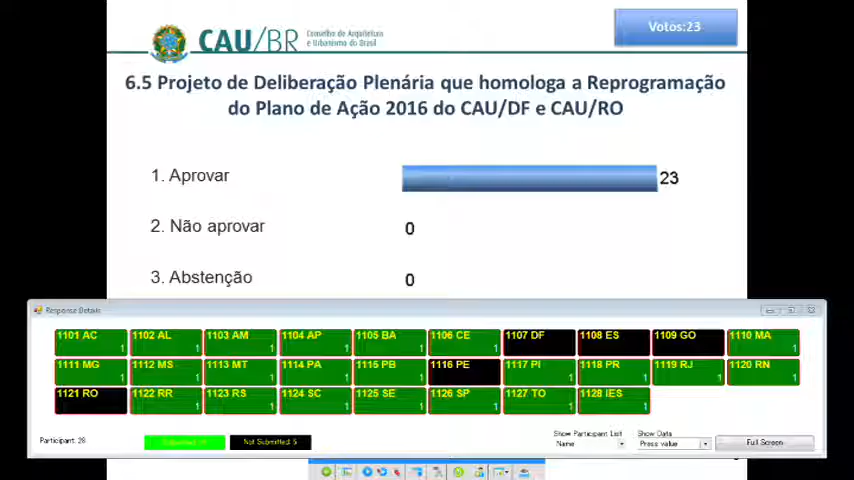 CAU/BR Conselho de Arquitetura
e Urbanismo do Brasil
Votos:23
6.5 Projeto de Deliberação Plenária que homologa a Reprogramação
do Plano de Ação 2016 do CAU/DF e CAU/RO
1. Aprovar 23
2. Não aprovar 0
3. Abstenção 0
Response Details
1101 AC 1 1102 AL 1 1103 AM 1 1104 AP 1 1105 BA 1 1106 CE 1 1107 DF 1108 ES 1109 GO 1110 MA 1
1111 MG 1 1112 MS 1 1113 MT 1 1114 PA 1 1115 PB 1 1116 PE 1117 PI 1 1118 PR 1 1119 RJ 1 1120 RN 1
1121 RO 1122 RR 1 1123 RS 1 1124 SC 1 1125 SE 1 1126 SP 1 1127 TO 1 1128 IES 1
Participant: 28
Not Submitted: 5
Show Participant List
Name
Show Data
Press value
Full Screen